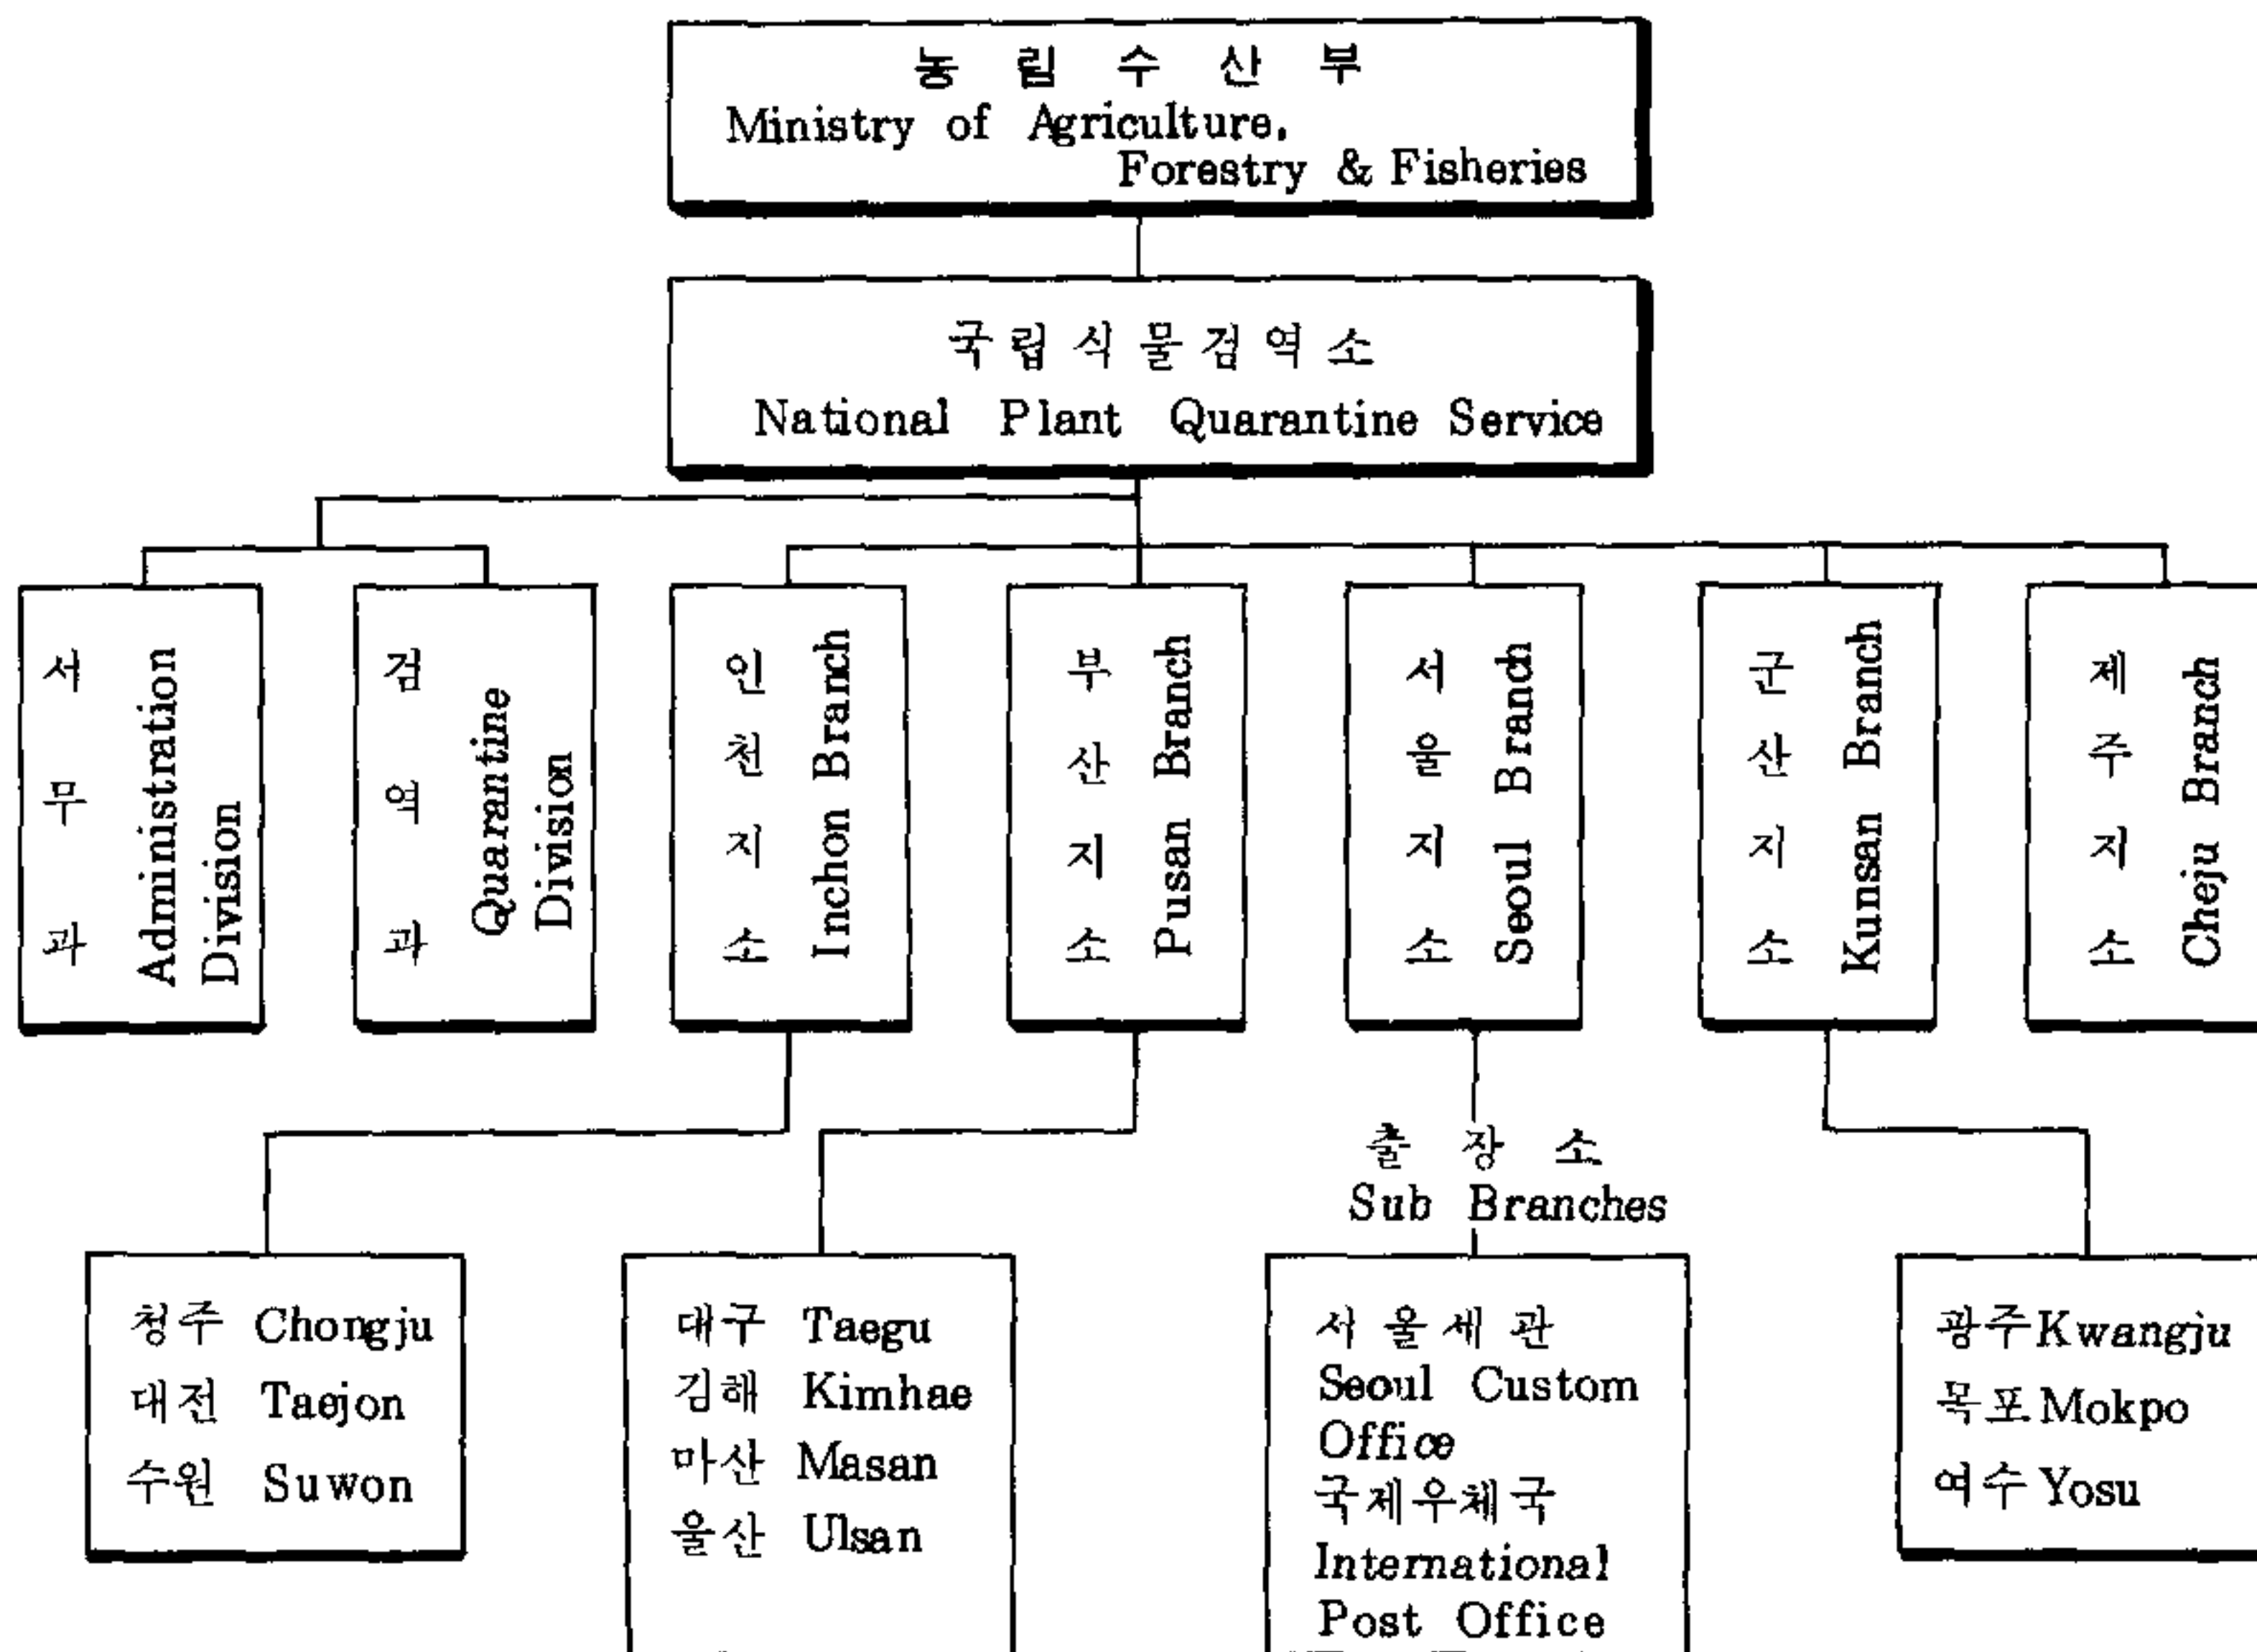 농 림 수 산 부
Ministry of Agriculture,
Forestry & Fisheries
국립식물검역소
National Plant Quarantine Service
서무과
Administration
Division
검역과
Quarantine
Division
인천지소
Inchon Branch
부산지소
Pusan Branch
서울지소
Seoul Branch
군산지소
Kunsan Branch
제주지소
Cheju Branch
출 장 소
Sub Branches
청주 Chongju
대전 Taejon
수원 Suwon
대구 Taegu
김해 Kimhae
마산 Masan
울산 Ulsan
서울세관
Seoul Custom
Office
국제우체국
International
Post Office
광주 Kwangju
목포 Mokpo
여수 Yosu